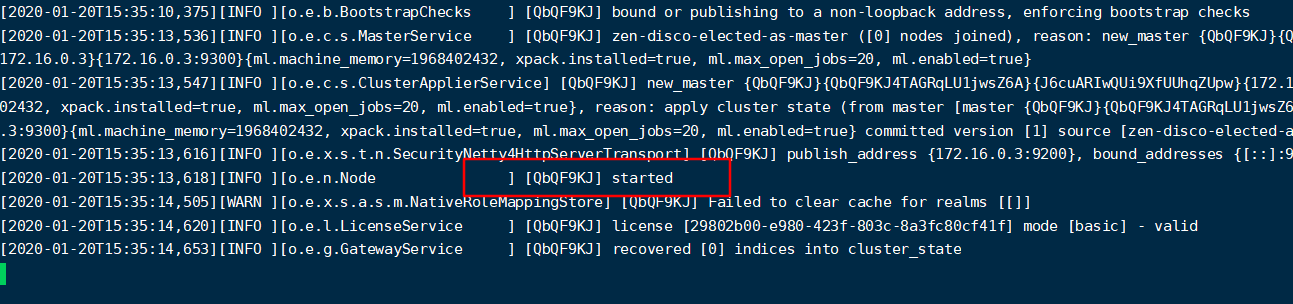 [2020-01-20T15:35:10,375][INFO ][o.e.b.BootstrapChecks    ] [QbQF9KJ] bound or publishing to a non-loopback address, enforcing bootstrap checks
[2020-01-20T15:35:13,536][INFO ][o.e.c.s.MasterService    ] [QbQF9KJ] zen-disco-elected-as-master ([0] nodes joined), reason: new_master {QbQF9KJ}{Q
172.16.0.3}{172.16.0.3:9300}{ml.machine_memory=1968402432, xpack.installed=true, ml.max_open_jobs=20, ml.enabled=true}
[2020-01-20T15:35:13,547][INFO ][o.e.c.s.ClusterApplierService] [QbQF9KJ] new_master {QbQF9KJ}{QbQF9KJ4TAGRqLU1jwsZ6A}{J6cuARIwQUi9XfUUhqZUpw}{172.1
02432, xpack.installed=true, ml.max_open_jobs=20, ml.enabled=true}, reason: apply cluster state (from master [master {QbQF9KJ}{QbQF9KJ4TAGRqLU1jwsZ6
.3:9300}{ml.machine_memory=1968402432, xpack.installed=true, ml.max_open_jobs=20, ml.enabled=true} committed version [1] source [zen-disco-elected-a
[2020-01-20T15:35:13,616][INFO ][o.e.x.s.t.n.SecurityNetty4HttpServerTransport] [QbQF9KJ] publish_address {172.16.0.3:9200}, bound_addresses {[::]:9
[2020-01-20T15:35:13,618][INFO ][o.e.n.Node               ] [QbQF9KJ] started
[2020-01-20T15:35:14,505][WARN ][o.e.x.s.a.s.m.NativeRoleMappingStore] [QbQF9KJ] Failed to clear cache for realms [[]]
[2020-01-20T15:35:14,620][INFO ][o.e.l.LicenseService     ] [QbQF9KJ] license [29802b00-e980-423f-803c-8a3fc80cf41f] mode [basic] - valid
[2020-01-20T15:35:14,653][INFO ][o.e.g.GatewayService     ] [QbQF9KJ] recovered [0] indices into cluster_state